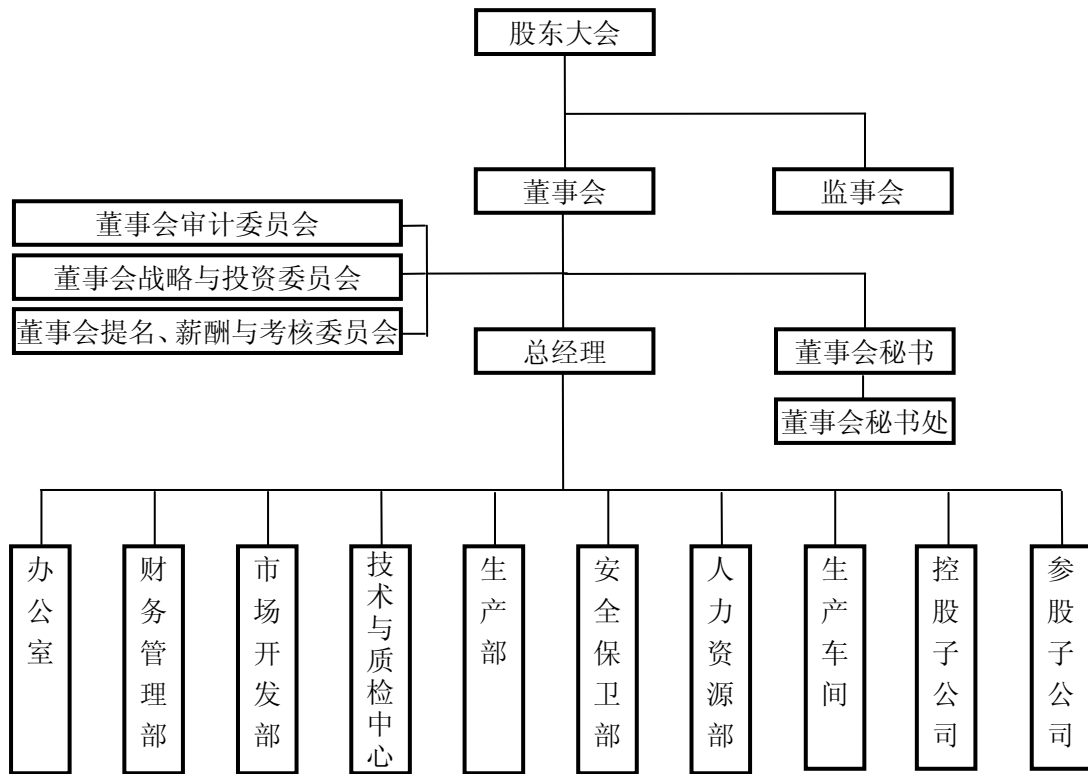 股东大会
董事会
监事会
董事会审计委员会
董事会战略与投资委员会
董事会提名、薪酬与考核委员会
总经理
董事会秘书
董事会秘书处
办公室
财务管理部
市场开发部
技术与质检中心
生产部
安全保卫部
人力资源部
生产车间
控股子公司
参股子公司